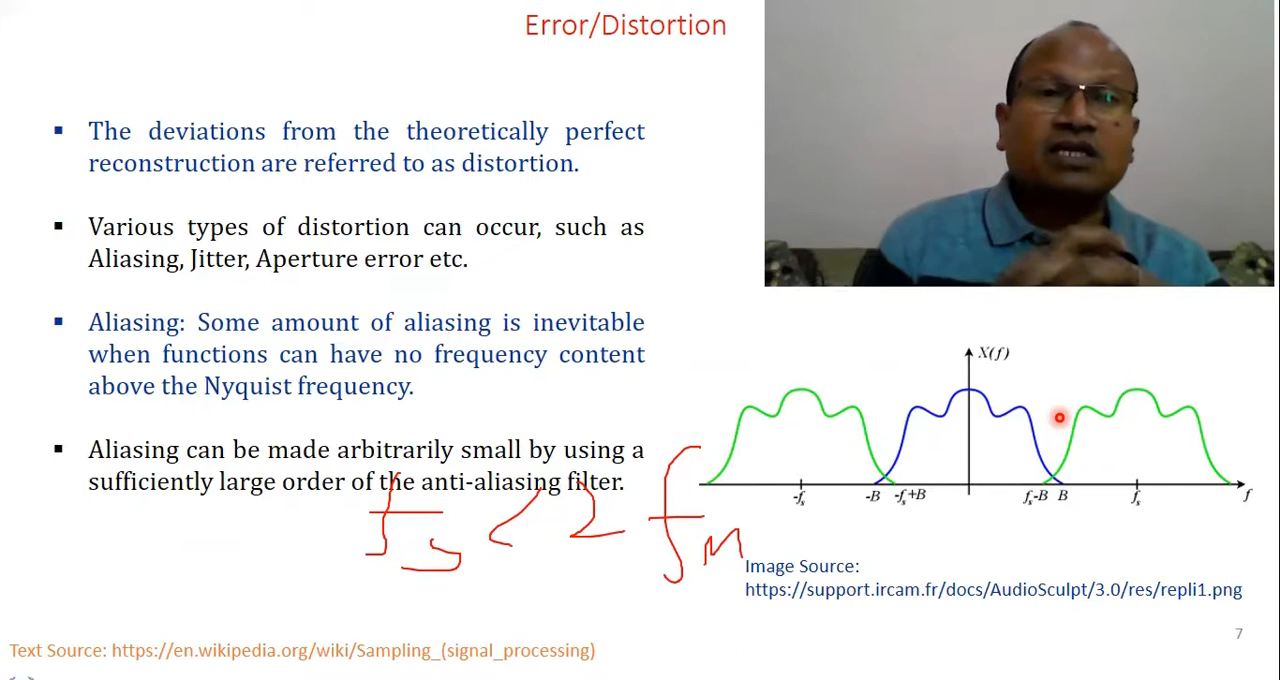 Error/Distortion
▪ The deviations from the theoretically perfect
reconstruction are referred to as distortion.
▪ Various types of distortion can occur, such as
Aliasing, Jitter, Aperture error etc.
▪ Aliasing: Some amount of aliasing is inevitable
when functions can have no frequency content
above the Nyquist frequency.
▪ Aliasing can be made arbitrarily small by using a
sufficiently large order of the anti-aliasing filter.
fs < 2 fM
X(f)
-fs -B -fs+B fs-B B fs f
Image Source:
https://support.ircam.fr/docs/AudioSculpt/3.0/res/repli1.png
7
Text Source: https://en.wikipedia.org/wiki/Sampling_(signal_processing)